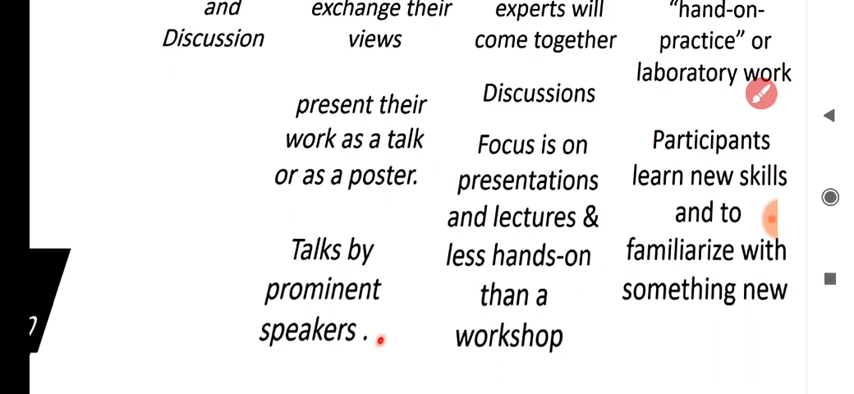 and
Discussion
exchange their
views
present their
work as a talk
or as a poster.
Talks by
prominent
speakers .
experts will
come together
Discussions
Focus is on
presentations
and lectures &
less hands-on
than a
workshop
"hand-on-
practice" or
laboratory work
Participants
learn new skills
and to
familiarize with
something new